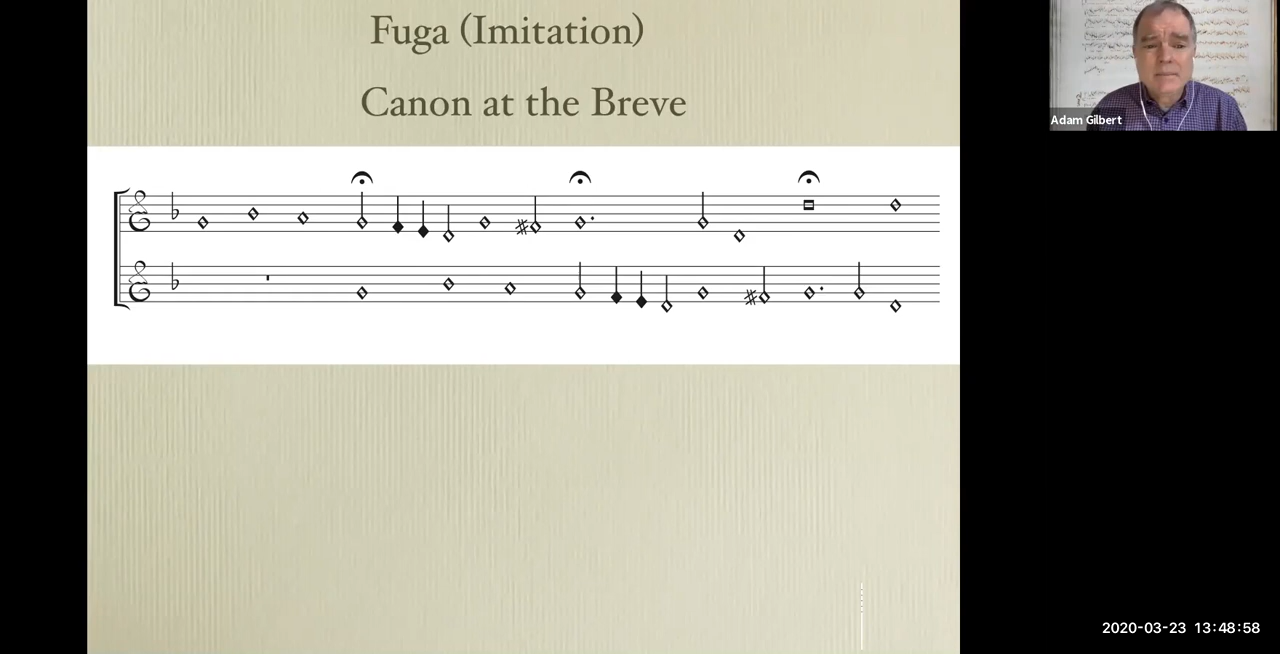 Fuga (Imitation)
Canon at the Breve
Adam Gilbert
2020-03-23 13:48:58